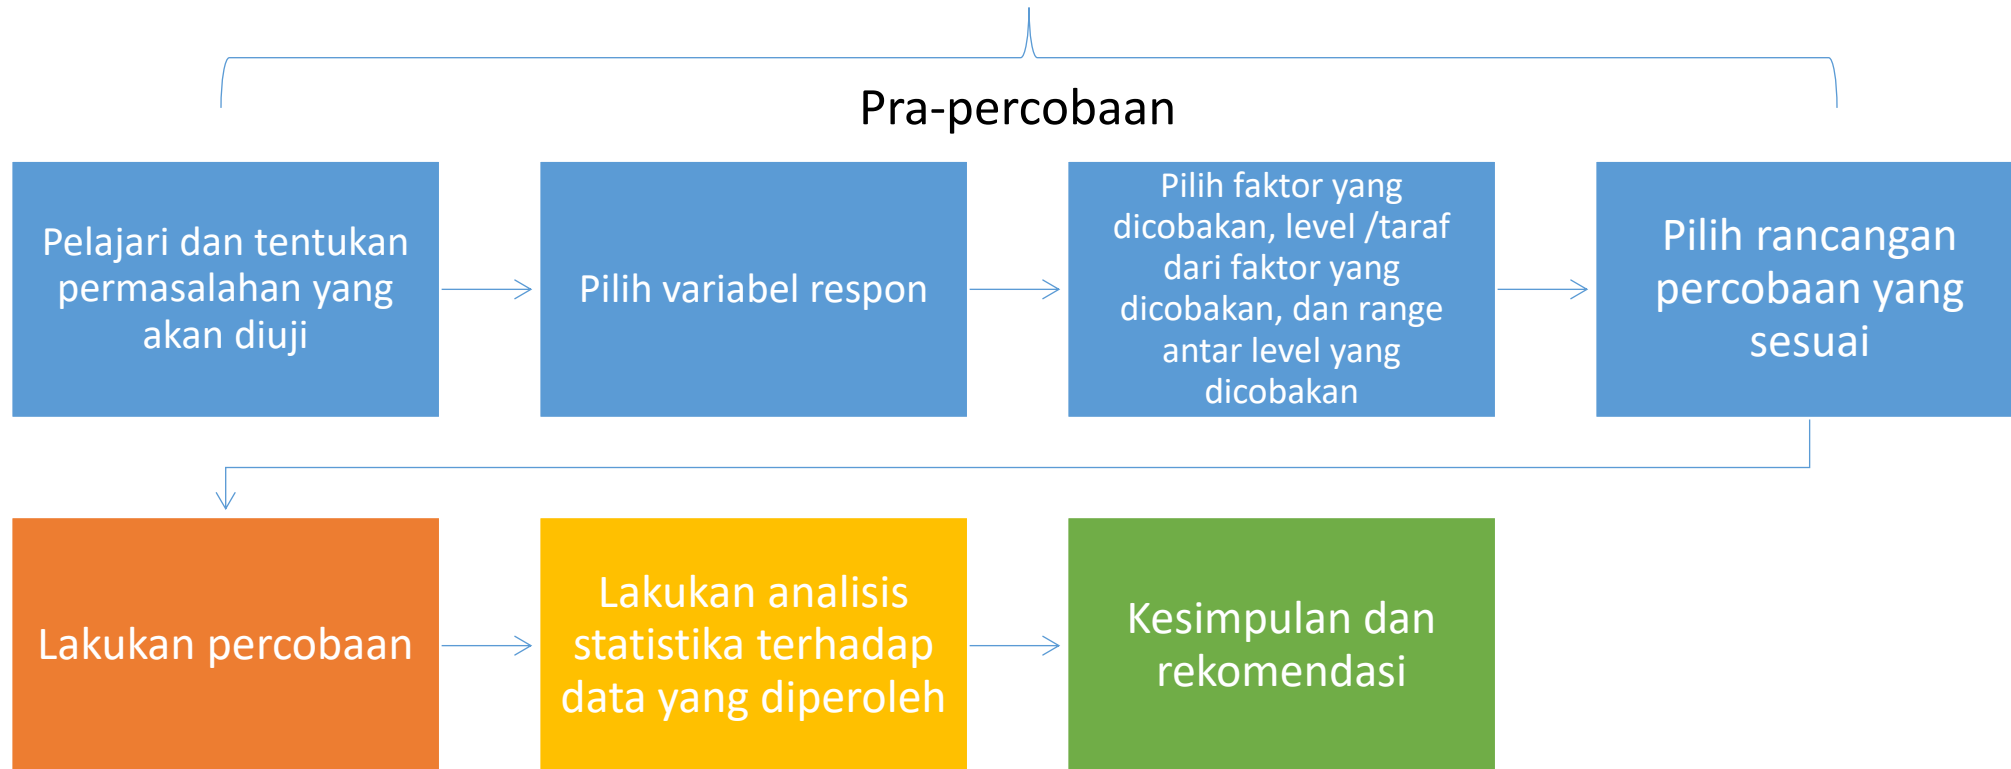 Pra-percobaan
Pelajari dan tentukan
permasalahan yang
akan diuji
Pilih variabel respon
Pilih faktor yang
dicobakan, level /taraf
dari faktor yang
dicobakan, dan range
antar level yang
dicobakan
Pilih rancangan
percobaan yang
sesuai
Lakukan percobaan
Lakukan analisis
statistika terhadap
data yang diperoleh
Kesimpulan dan
rekomendasi